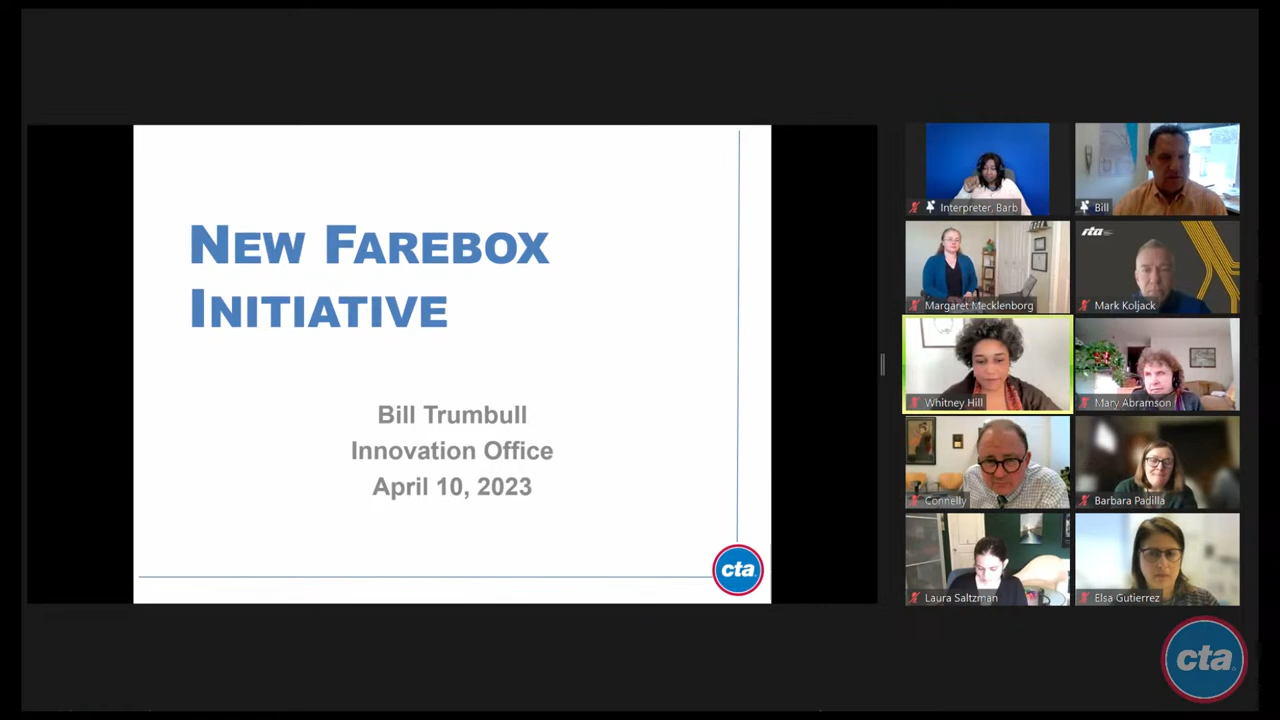 NEW FAREBOX
INITIATIVE
Bill Trumbull
Innovation Office
April 10, 2023
cta
Interpreter, Barb
Bill
Margaret Mecklenborg
rta
Mark Koljack
Whitney Hill
Mary Abramson
Connelly
Barbara Padilla
Laura Saltzman
Elsa Gutierrez
cta